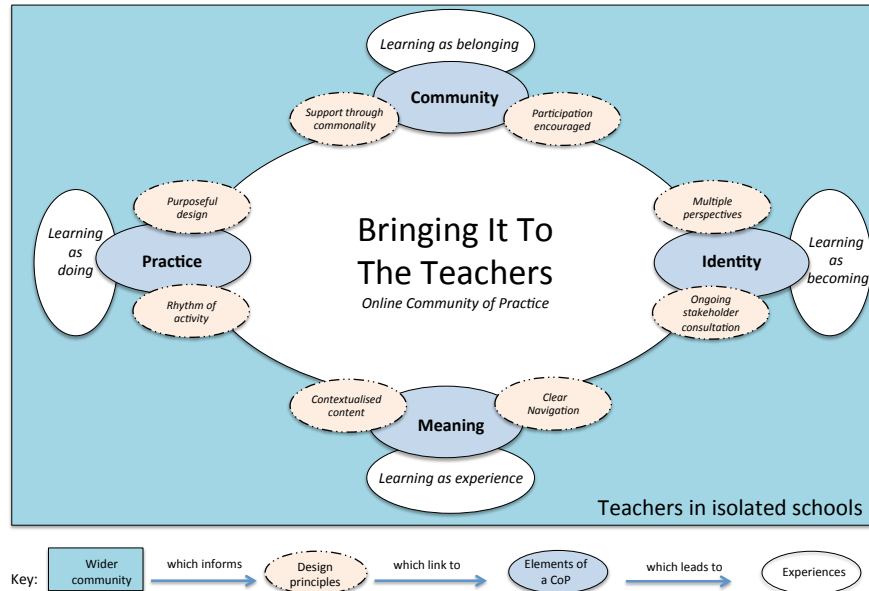 Learning as belonging
Community
Support through
commonality
Participation
encouraged
Purposeful
design
Multiple
perspectives
Learning
as
doing
Practice
Bringing It To
The Teachers
Online Community of Practice
Identity
Learning
as
becoming
Rhythm of
activity
Ongoing
stakeholder
consultation
Contextualised
content
Clear
Navigation
Meaning
Learning as experience
Teachers in isolated schools
Key:
Wider
community
which informs
Design
principles
which link to
Elements of
a CoP
which leads to
Experiences